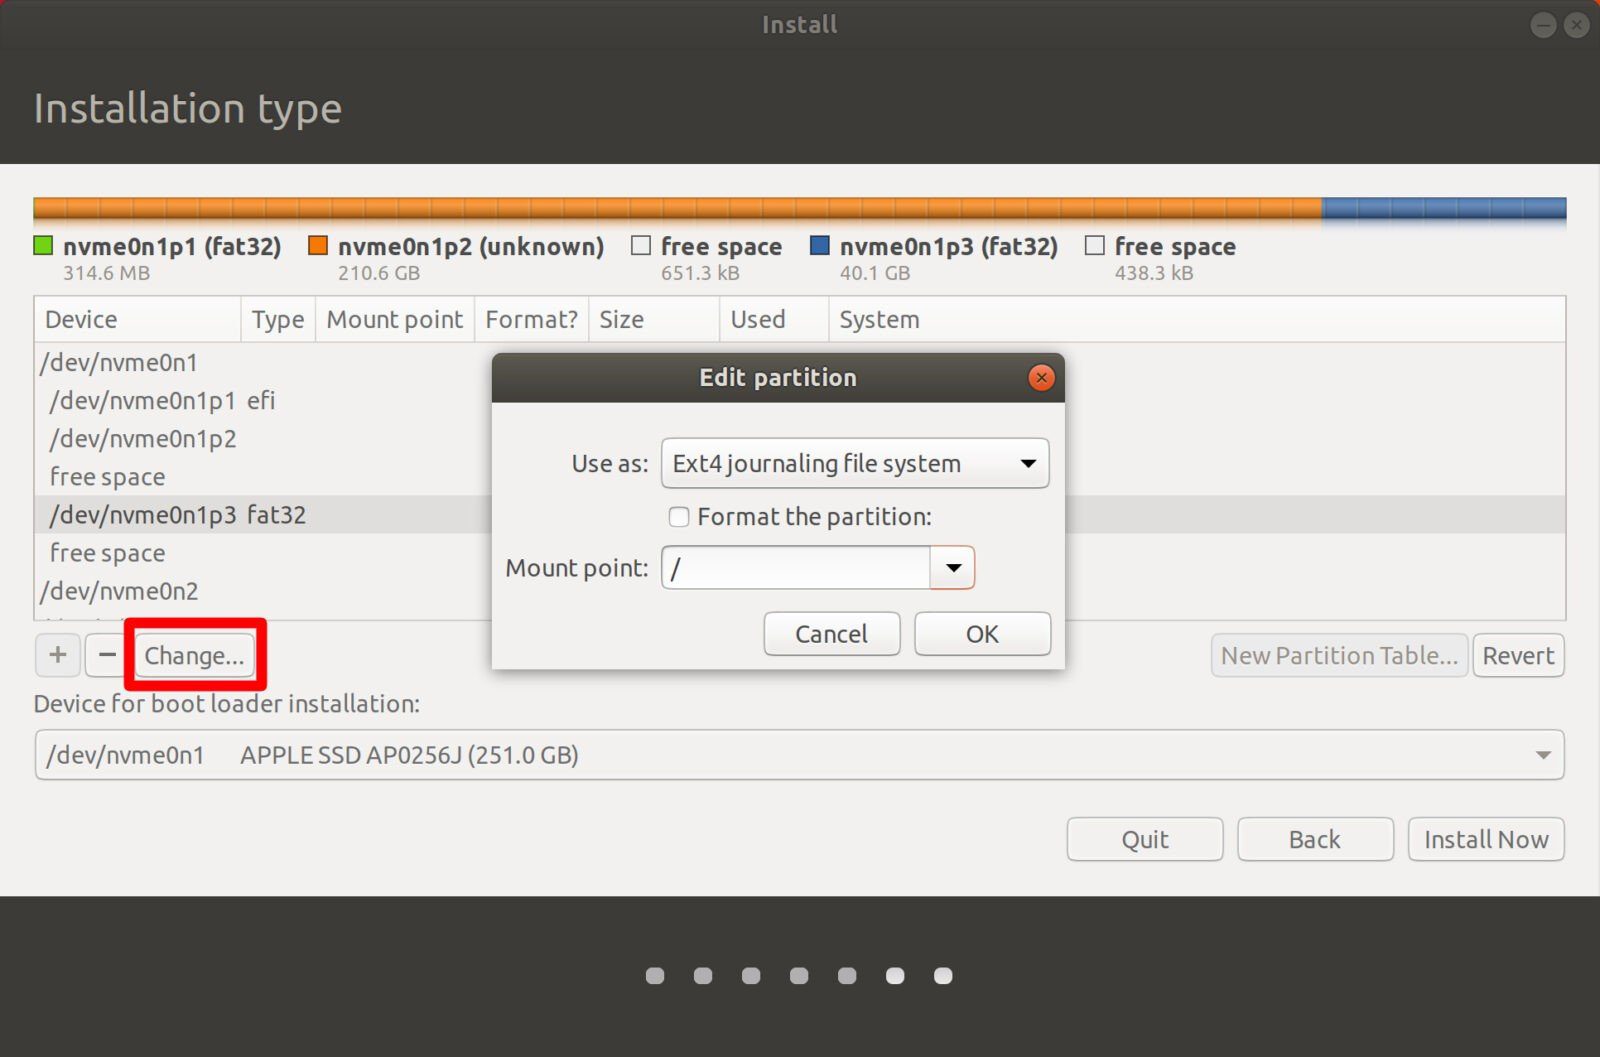 Install
Installation type
nvme0n1p1 (fat32) nvme0n1p2 (unknown) free space nvme0n1p3 (fat32) free space
314.6 MB 210.6 GB 651.3 kB 40.1 GB 438.3 kB
Device Type Mount point Format? Size Used System
/dev/nvme0n1
/dev/nvme0n1p1 efi
/dev/nvme0n1p2
free space
/dev/nvme0n1p3 fat32
free space
/dev/nvme0n2
Edit partition
Use as: Ext4 journaling file system
Format the partition:
Mount point: /
Cancel OK
+ − Change... New Partition Table... Revert
Device for boot loader installation:
/dev/nvme0n1 APPLE SSD AP0256J (251.0 GB)
Quit Back Install Now